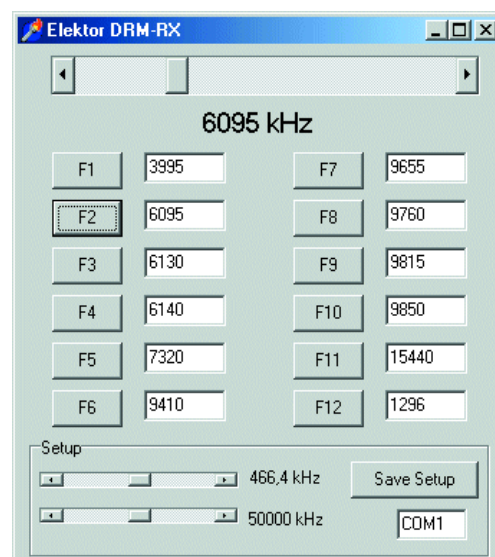 Elektor DRM-RX
6095 kHz
F1 3995 F7 9655
F2 6095 F8 9760
F3 6130 F9 9815
F4 6140 F10 9850
F5 7320 F11 15440
F6 9410 F12 1296
Setup
466,4 kHz Save Setup
50000 kHz COM1